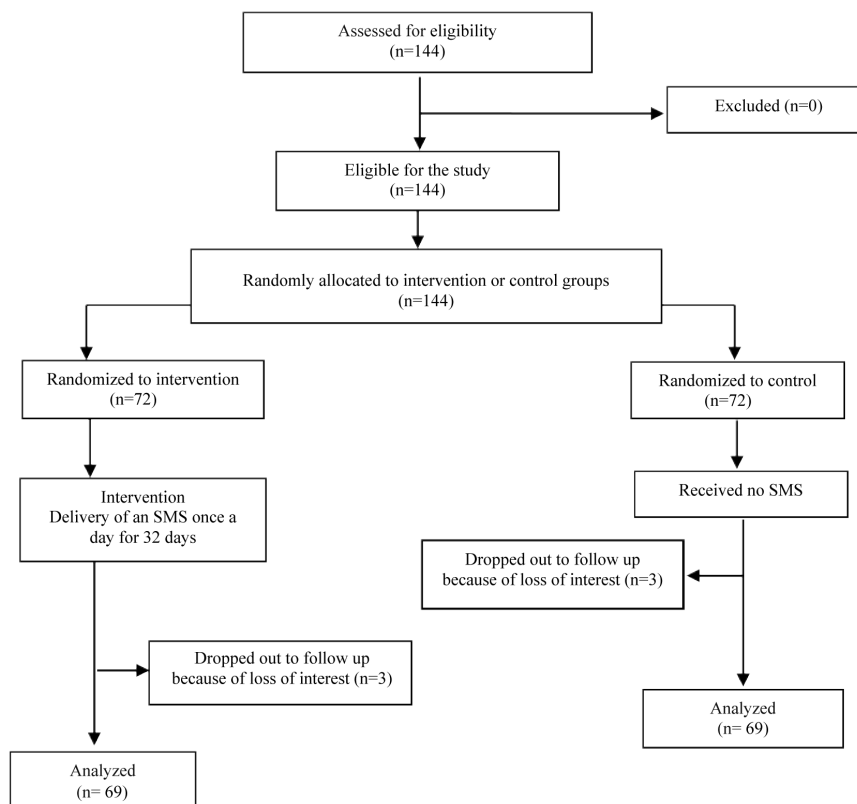 Assessed for eligibility
(n=144)
Excluded (n=0)
Eligible for the study
(n=144)
Randomly allocated to intervention or control groups
(n=144)
Randomized to intervention
(n=72)
Randomized to control
(n=72)
Intervention
Delivery of an SMS once a
day for 32 days
Received no SMS
Dropped out to follow up
because of loss of interest (n=3)
Dropped out to follow up
because of loss of interest (n=3)
Analyzed
(n= 69)
Analyzed
(n= 69)